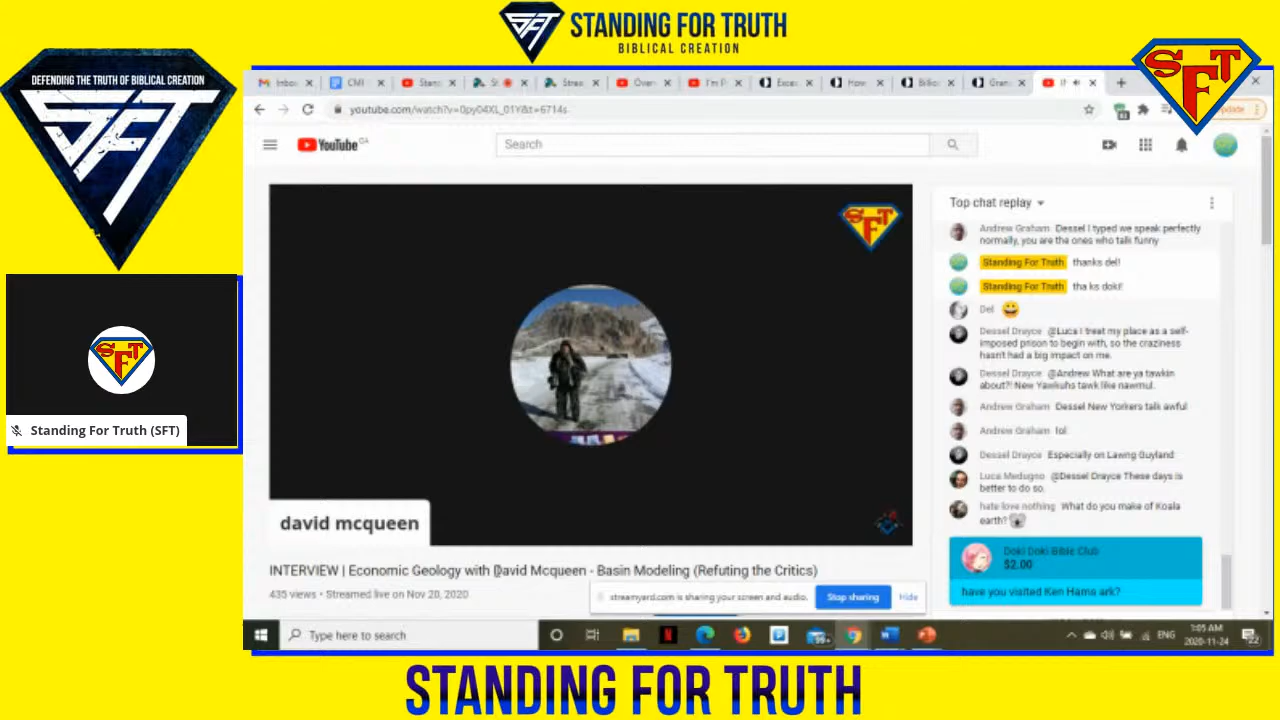 STANDING FOR TRUTH
BIBLICAL CREATION
DEFENDING THE TRUTH OF BIBLICAL CREATION
SFT
SFT
CMI
youtube.com/watch?v=0py04XL_01Y&t=6714s
YouTube CA
Search
SFT
david mcqueen
SFT
Standing For Truth (SFT)
INTERVIEW | Economic Geology with David Mcqueen - Basin Modeling (Refuting the Critics)
435 views • Streamed live on Nov 20, 2020
streamyard.com is sharing your screen and audio.
Stop sharing
Hide
Top chat replay
Andrew Graham Dessel I typed we speak perfectly
normally, you are the ones who talk funny
Standing For Truth thanks del!
Standing For Truth tha ks doki!
Del
Dessel Drayce @Luca I treat my place as a self-
imposed prison to begin with, so the craziness
hasn't had a big impact on me.
Dessel Drayce @Andrew What are ya tawkin
about?! New Yawkuhs tawk like nawmul.
Andrew Graham Dessel New Yorkers talk awful
Andrew Graham lol
Dessel Drayce Especially on Lawng Guyland
Luca Medugno @Dessel Drayce These days is
better to do so.
hate love nothing What do you make of Koala
earth?
Doki Doki Bible Club
$2.00
have you visited Ken Hams ark?
Type here to search
99+
ENG
1:05 AM
2020-11-24
22
STANDING FOR TRUTH